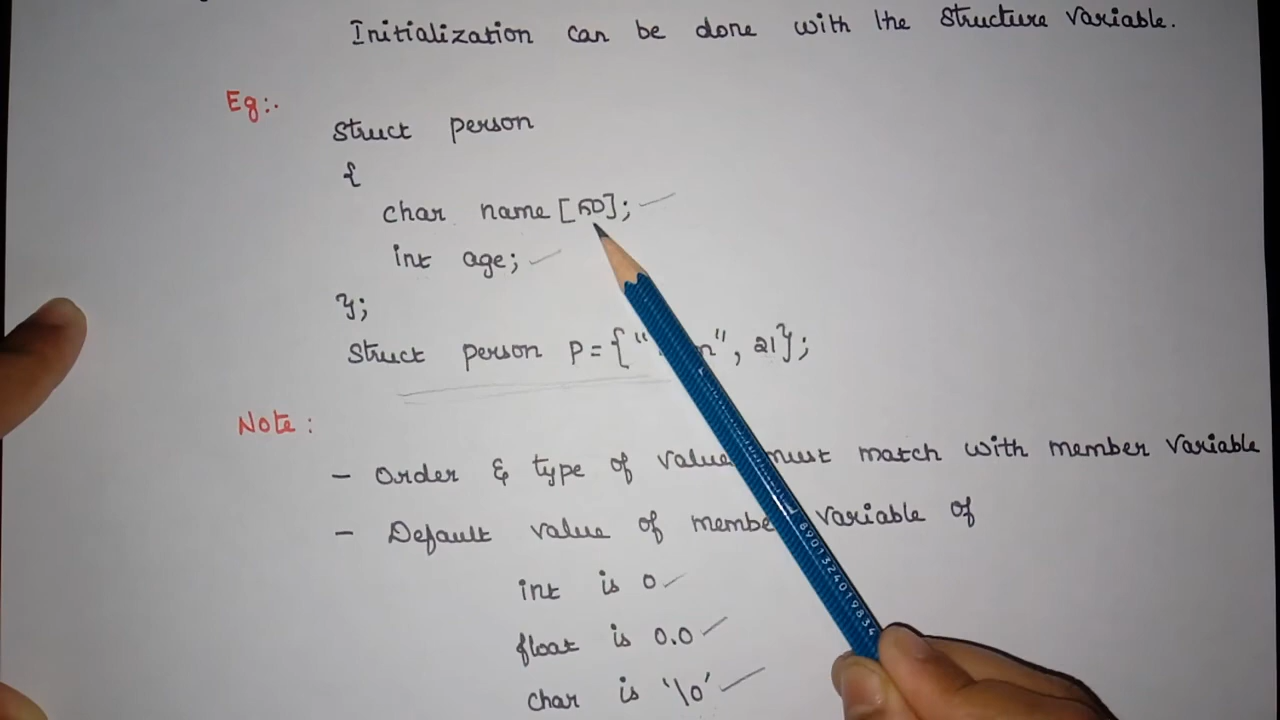 Initialization can be done with the structure variable.
Eg:-
struct person
{
char name [50];
int age;
};
struct person p = { " n", 21};
Note:
- Order & type of value must match with member variable
- Default value of member variable of
int is 0
float is 0.0
char is '\0'
8901324019834